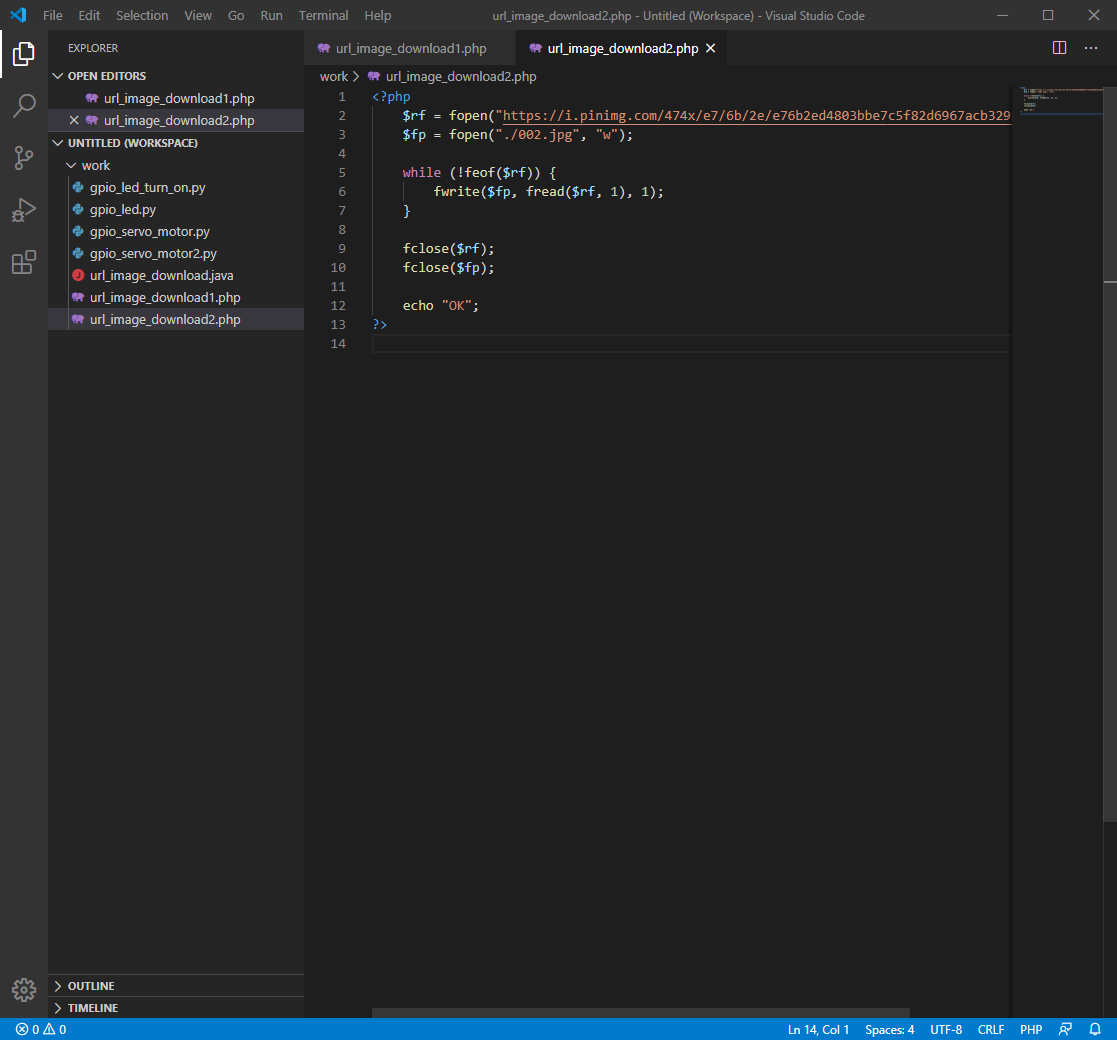 File Edit Selection View Go Run Terminal Help url_image_download2.php - Untitled (Workspace) - Visual Studio Code
EXPLORER
OPEN EDITORS
url_image_download1.php
url_image_download2.php
UNTITLED (WORKSPACE)
work
gpio_led_turn_on.py
gpio_led.py
gpio_servo_motor.py
gpio_servo_motor2.py
url_image_download.java
url_image_download1.php
url_image_download2.php
OUTLINE
TIMELINE
url_image_download1.php url_image_download2.php
work > url_image_download2.php
1 <?php
2 $rf = fopen("https://i.pinimg.com/474x/e7/6b/2e/e76b2ed4803bbe7c5f82d6967acb329
3 $fp = fopen("./002.jpg", "w");
4
5 while (!feof($rf)) {
6 fwrite($fp, fread($rf, 1), 1);
7 }
8
9 fclose($rf);
10 fclose($fp);
11
12 echo "OK";
13 ?>
14
0 0 Ln 14, Col 1 Spaces: 4 UTF-8 CRLF PHP